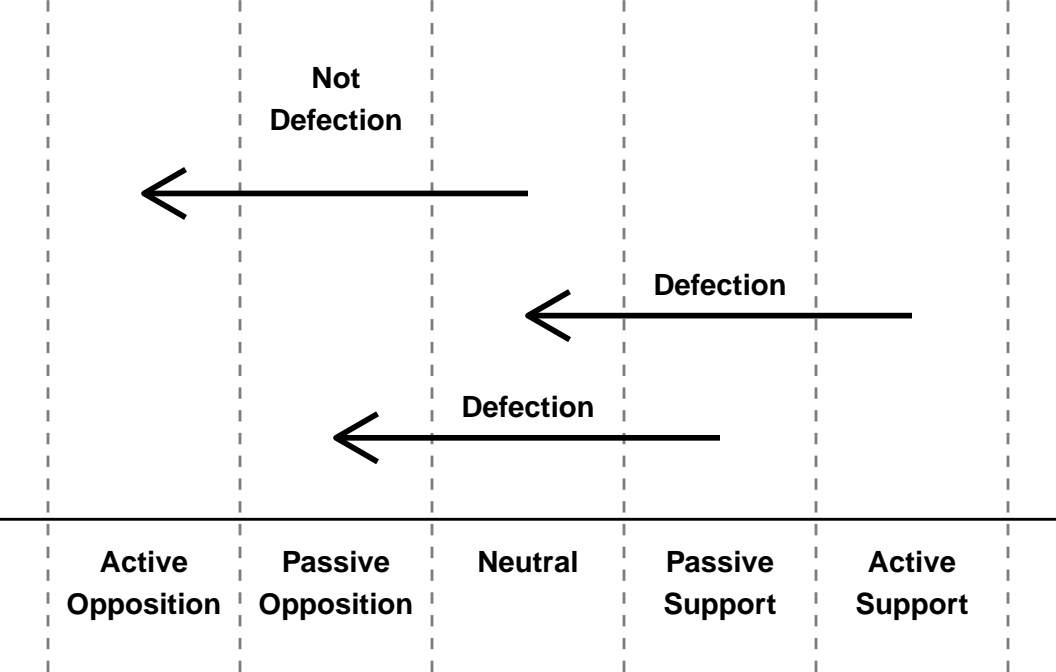 Not
Defection
Defection
Defection
Active
Opposition
Passive
Opposition
Neutral
Passive
Support
Active
Support